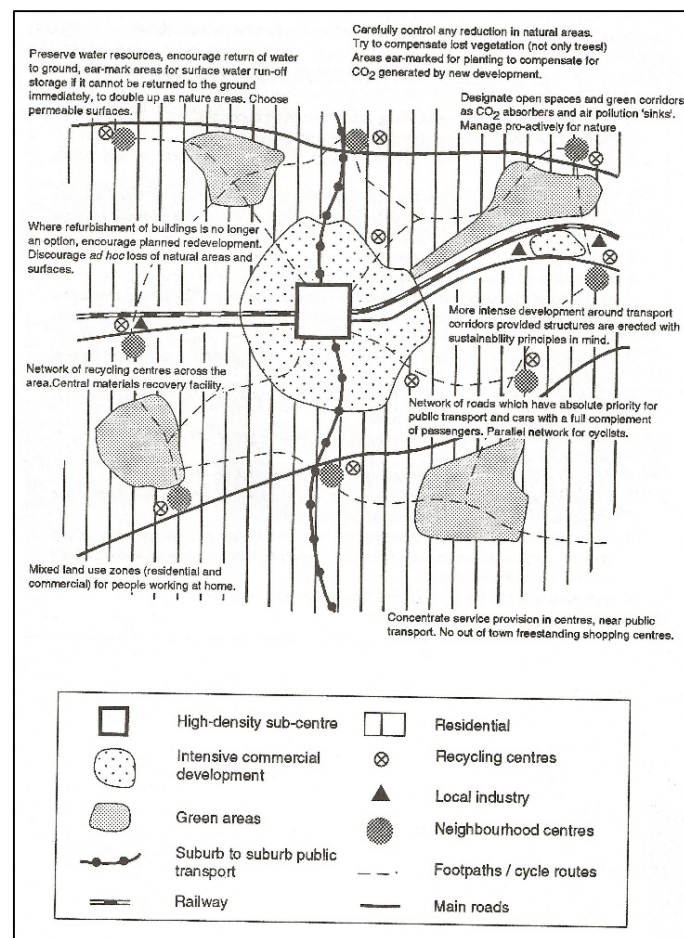 Carefully control any reduction in natural areas.
Try to compensate lost vegetation (not only trees!)
Areas ear-marked for planting to compensate for
CO2 generated by new development.
Preserve water resources, encourage return of water
to ground, ear-mark areas for surface water run-off
storage if it cannot be returned to the ground
immediately, to double up as nature areas. Choose
permeable surfaces.
Designate open spaces and green corridors
as CO2 absorbers and air pollution 'sinks'.
Manage pro-actively for nature
Where refurbishment of buildings is no longer
an option, encourage planned redevelopment.
Discourage ad hoc loss of natural areas and
surfaces.
More intense development around transport
corridors provided structures are erected with
sustainability principles in mind.
Network of recycling centres across the
area.Central materials recovery facility.
Network of roads which have absolute priority for
public transport and cars with a full complement
of passengers. Parallel network for cyclists.
Mixed land use zones (residential and
commercial) for people working at home.
Concentrate service provision in centres, near public
transport. No out of town freestanding shopping centres.
High-density sub-centre
Intensive commercial
development
Green areas
Suburb to suburb public
transport
Railway
Residential
Recycling centres
Local industry
Neighbourhood centres
Footpaths / cycle routes
Main roads